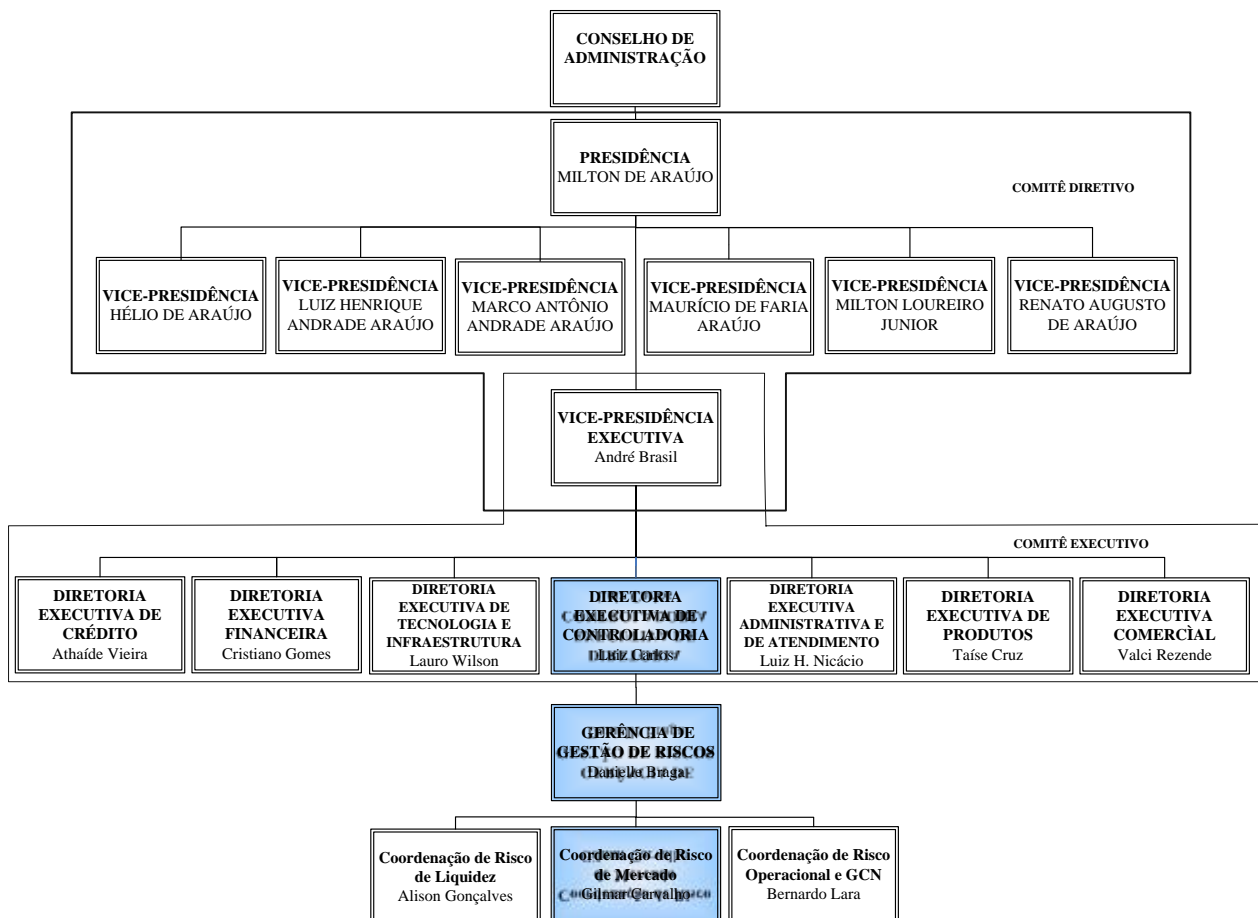 CONSELHO DE
ADMINISTRAÇÃO
PRESIDÊNCIA
MILTON DE ARAÚJO
COMITÊ DIRETIVO
VICE-PRESIDÊNCIA
HÉLIO DE ARAÚJO
VICE-PRESIDÊNCIA
LUIZ HENRIQUE
ANDRADE ARAÚJO
VICE-PRESIDÊNCIA
MARCO ANTÔNIO
ANDRADE ARAÚJO
VICE-PRESIDÊNCIA
MAURÍCIO DE FARIA
ARAÚJO
VICE-PRESIDÊNCIA
MILTON LOUREIRO
JUNIOR
VICE-PRESIDÊNCIA
RENATO AUGUSTO
DE ARAÚJO
VICE-PRESIDÊNCIA
EXECUTIVA
André Brasil
COMITÊ EXECUTIVO
DIRETORIA
EXECUTIVA DE
CRÉDITO
Athaíde Vieira
DIRETORIA
EXECUTIVA
FINANCEIRA
Cristiano Gomes
DIRETORIA
EXECUTIVA DE
TECNOLOGIA E
INFRAESTRUTURA
Lauro Wilson
DIRETORIA
EXECUTIVA DE
CONTROLADORIA
Luiz Carlos
DIRETORIA
EXECUTIVA
ADMINISTRATIVA E
DE ATENDIMENTO
Luiz H. Nicácio
DIRETORIA
EXECUTIVA DE
PRODUTOS
Taíse Cruz
DIRETORIA
EXECUTIVA
COMERCÌAL
Valci Rezende
GERÊNCIA DE
GESTÃO DE RISCOS
Danielle Braga
Coordenação de Risco
de Liquidez
Alison Gonçalves
Coordenação de Risco
de Mercado
Gilmar Carvalho
Coordenação de Risco
Operacional e GCN
Bernardo Lara